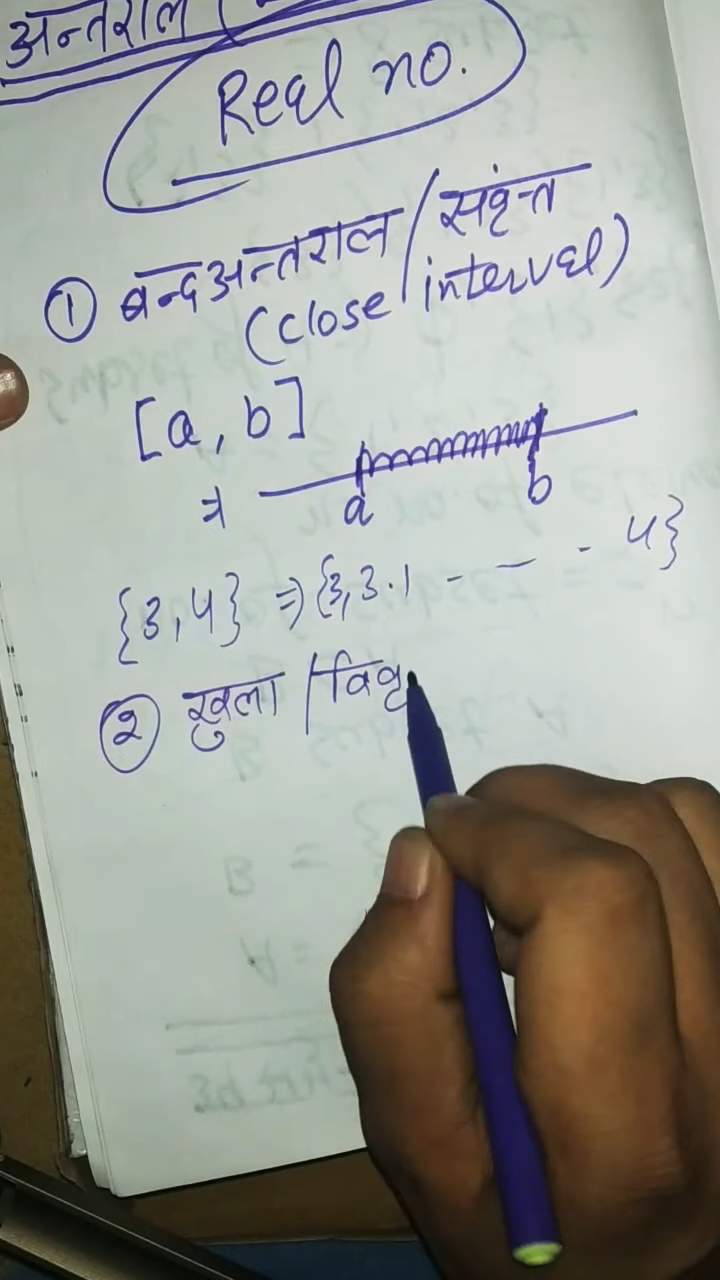 अन्तराल (
Real no.
① बन्दअन्तराल / संवृन्त
(close interval)
[a, b]
⇒ a b
{3,4} ⇒ {3,3.1 - - - 4}
② खुला / विवृ